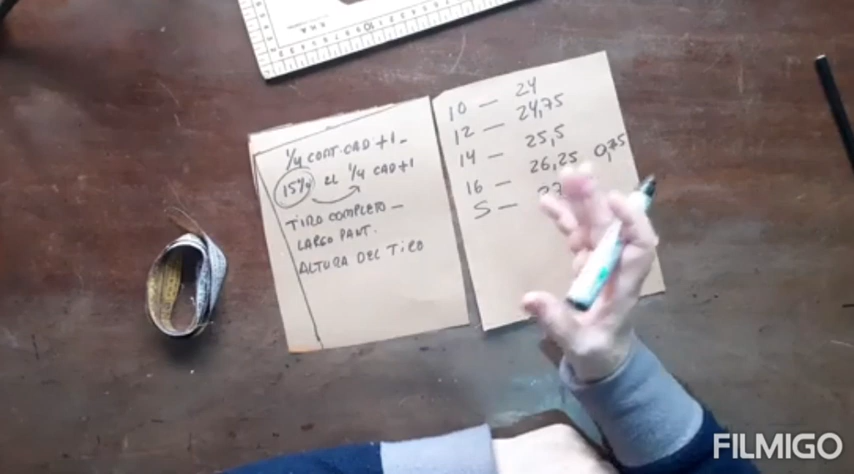 1/4 CONT. CAD +1-
15% EL 1/4 CAD +1
TIRO COMPLETO -
LARGO PANT.
ALTURA DEL TIRO
10 - 24
12 - 24,75
14 - 25,5
16 - 26,25 0,75
S - 27
FILMIGO